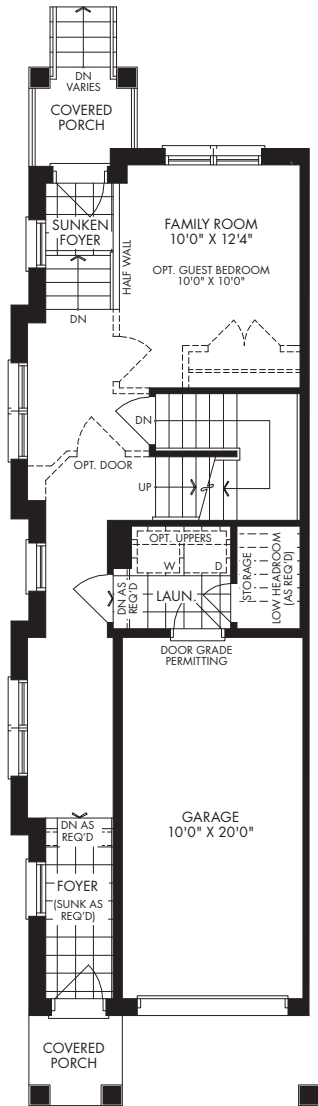 DN
VARIES
COVERED
PORCH
SUNKEN
FOYER
HALF WALL
FAMILY ROOM
10'0" X 12'4"
OPT. GUEST BEDROOM
10'0" X 10'0"
DN
DN
OPT. DOOR
UP
OPT. UPPERS
W
D
DN AS
REQ'D
LAUN.
STORAGE
LOW HEADROOM
(AS REQ'D)
DOOR GRADE
PERMITTING
GARAGE
10'0" X 20'0"
DN AS
REQ'D
FOYER
(SUNK AS
REQ'D)
COVERED
PORCH